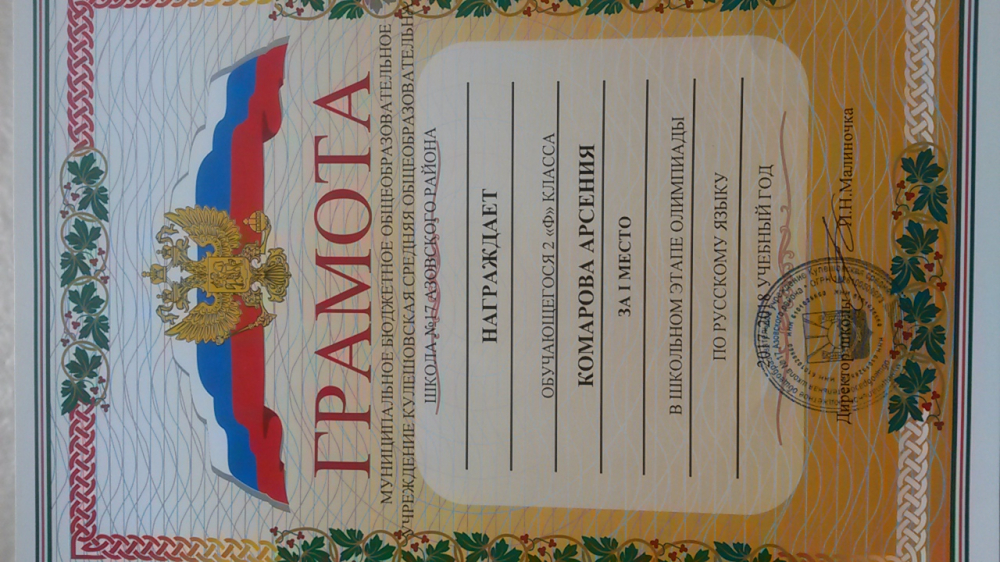 ГРАМОТА
МУНИЦИПАЛЬНОЕ БЮДЖЕТНОЕ ОБЩЕОБРАЗОВАТЕЛЬНОЕ
УЧРЕЖДЕНИЕ КУЛЕШОВСКАЯ СРЕДНЯЯ ОБЩЕОБРАЗОВАТЕЛЬН
ШКОЛА №17 АЗОВСКОГО РАЙОНА
НАГРАЖДАЕТ
ОБУЧАЮЩЕГОСЯ 2 «Ф» КЛАССА
КОМАРОВА АРСЕНИЯ
ЗА I МЕСТО
В ШКОЛЬНОМ ЭТАПЕ ОЛИМПИАДЫ
ПО РУССКОМУ ЯЗЫКУ
2017-2018 УЧЕБНЫЙ ГОД
Директор школы И.Н.Малиночка